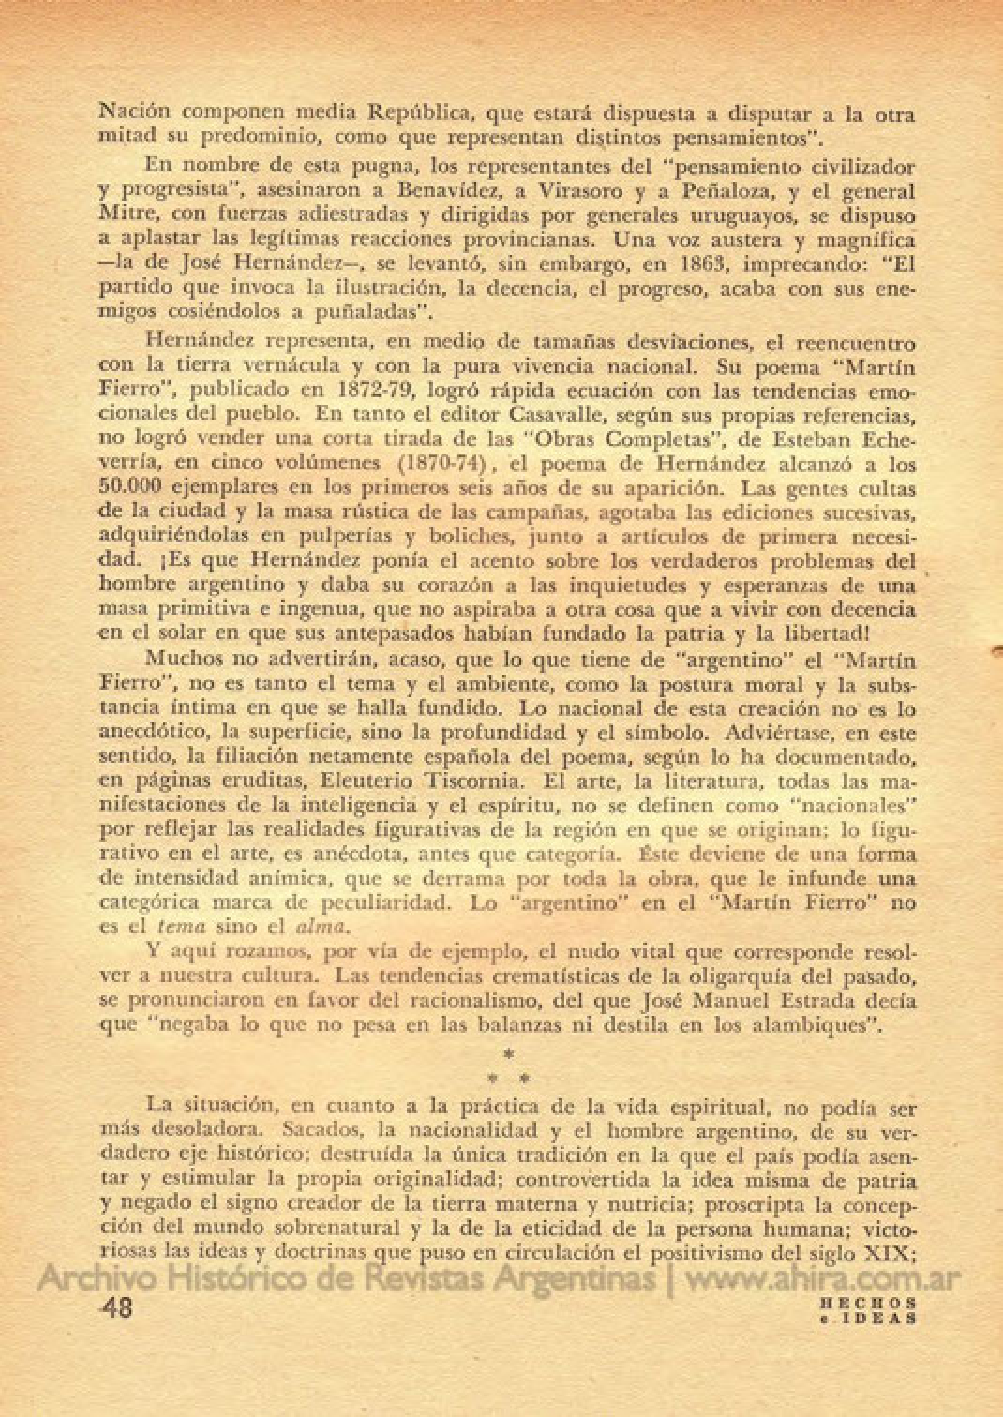 Nación componen media República, que estará dispuesta a disputar a la otra
mitad su predominio, como que representan distintos pensamientos".
En nombre de esta pugna, los representantes del "pensamiento civilizador
y progresista", asesinaron a Benavídez, a Virasoro y a Peñaloza, y el general
Mitre, con fuerzas adiestradas y dirigidas por generales uruguayos, se dispuso
a aplastar las legítimas reacciones provincianas. Una voz austera y magnífica
—la de José Hernández—, se levantó, sin embargo, en 1863, imprecando: "El
partido que invoca la ilustración, la decencia, el progreso, acaba con sus ene-
migos cosiéndolos a puñaladas".
Hernández representa, en medio de tamañas desviaciones, el reencuentro
con la tierra vernácula y con la pura vivencia nacional. Su poema "Martín
Fierro", publicado en 1872-79, logró rápida ecuación con las tendencias emo-
cionales del pueblo. En tanto el editor Casavalle, según sus propias referencias,
no logró vender una corta tirada de las "Obras Completas", de Esteban Eche-
verría, en cinco volúmenes (1870-74), el poema de Hernández alcanzó a los
50.000 ejemplares en los primeros seis años de su aparición. Las gentes cultas
de la ciudad y la masa rústica de las campañas, agotaba las ediciones sucesivas,
adquiriéndolas en pulperías y boliches, junto a artículos de primera necesi-
dad. ¡Es que Hernández ponía el acento sobre los verdaderos problemas del
hombre argentino y daba su corazón a las inquietudes y esperanzas de una
masa primitiva e ingenua, que no aspiraba a otra cosa que a vivir con decencia
en el solar en que sus antepasados habían fundado la patria y la libertad!
Muchos no advertirán, acaso, que lo que tiene de "argentino" el "Martín
Fierro", no es tanto el tema y el ambiente, como la postura moral y la subs-
tancia íntima en que se halla fundido. Lo nacional de esta creación no es lo
anecdótico, la superficie, sino la profundidad y el símbolo. Adviértase, en este
sentido, la filiación netamente española del poema, según lo ha documentado,
en páginas eruditas, Eleuterio Tiscornia. El arte, la literatura, todas las ma-
nifestaciones de la inteligencia y el espíritu, no se definen como "nacionales"
por reflejar las realidades figurativas de la región en que se originan; lo figu-
rativo en el arte, es anécdota, antes que categoría. Éste deviene de una forma
de intensidad anímica, que se derrama por toda la obra, que le infunde una
categórica marca de peculiaridad. Lo "argentino" en el "Martín Fierro" no
es el tema sino el alma.
Y aquí rozamos, por vía de ejemplo, el nudo vital que corresponde resol-
ver a nuestra cultura. Las tendencias crematísticas de la oligarquía del pasado,
se pronunciaron en favor del racionalismo, del que José Manuel Estrada decía
que "negaba lo que no pesa en las balanzas ni destila en los alambiques".
*
* *
La situación, en cuanto a la práctica de la vida espiritual, no podía ser
más desoladora. Sacados, la nacionalidad y el hombre argentino, de su ver-
dadero eje histórico; destruída la única tradición en la que el país podía asen-
tar y estimular la propia originalidad; controvertida la idea misma de patria
y negado el signo creador de la tierra materna y nutricia; proscripta la concep-
ción del mundo sobrenatural y la de la eticidad de la persona humana; victo-
riosas las ideas y doctrinas que puso en circulación el positivismo del siglo XIX;
Archivo Histórico de Revistas Argentinas | www.ahira.com.ar
48
HECHOS
e IDEAS